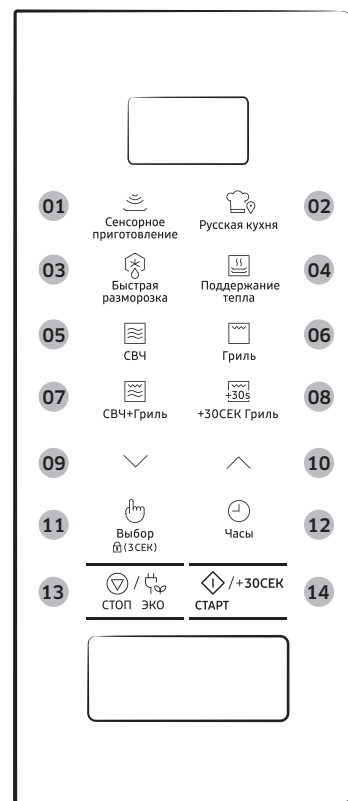 01
02
Сенсорное
приготовление
Русская кухня
03
04
Быстрая
разморозка
Поддержание
тепла
05
06
СВЧ
Гриль
07
+30s
08
СВЧ+Гриль
+30СЕК Гриль
09
10
11
12
Выбор
(3СЕК)
Часы
13
/
/+30СЕК
14
СТОП ЭКО
СТАРТ